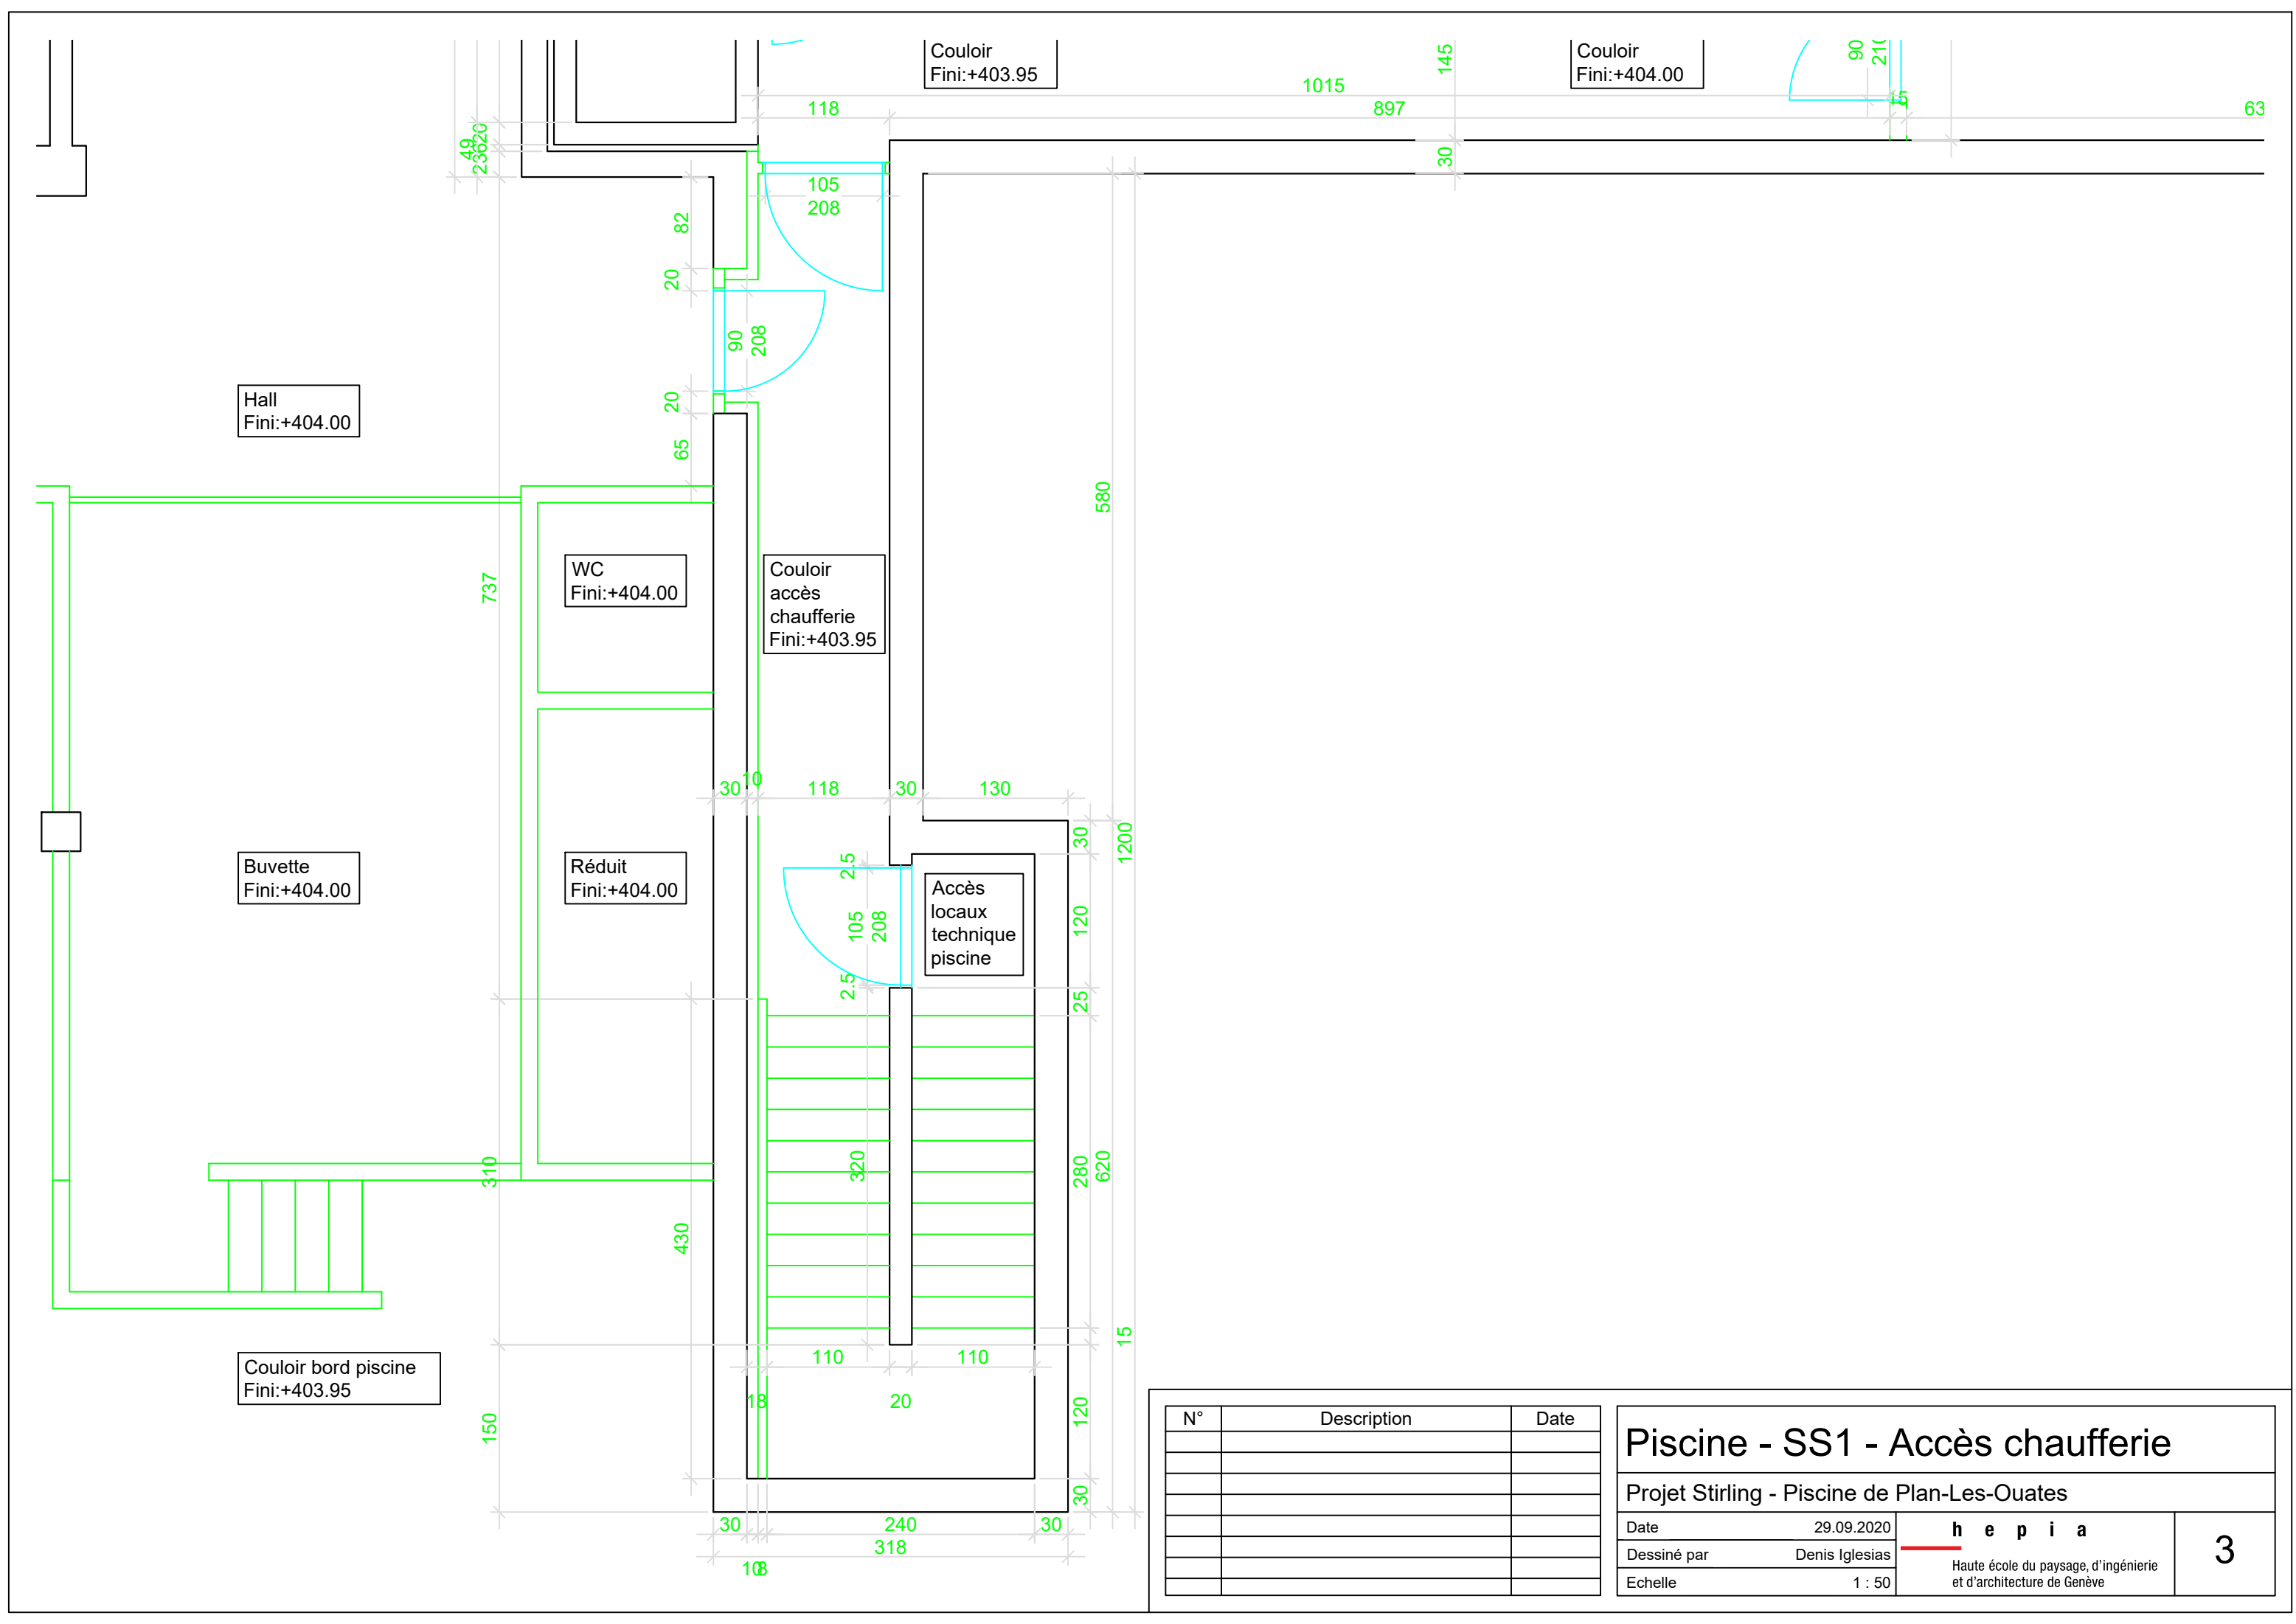 Couloir
Fini:+403.95
Couloir
Fini:+404.00
145
90
1015
118
897
15
63
20
49
236
30
105
208
82
20
90
208
20
65
Hall
Fini:+404.00
580
737
WC
Fini:+404.00
Couloir
accès
chaufferie
Fini:+403.95
30
10
118
30
130
30
1200
2.5
Buvette
Fini:+404.00
Réduit
Fini:+404.00
Accès
locaux
technique
piscine
105
208
120
2.5
25
310
320
280
620
430
15
110
110
Couloir bord piscine
Fini:+403.95
18
20
150
120
30
30
240
30
318
10
8
N° Description Date
Piscine - SS1 - Accès chaufferie
Projet Stirling - Piscine de Plan-Les-Ouates
Date 29.09.2020
Dessiné par Denis Iglesias
Echelle 1 : 50
h e p i a
Haute école du paysage, d'ingénierie
et d'architecture de Genève
3